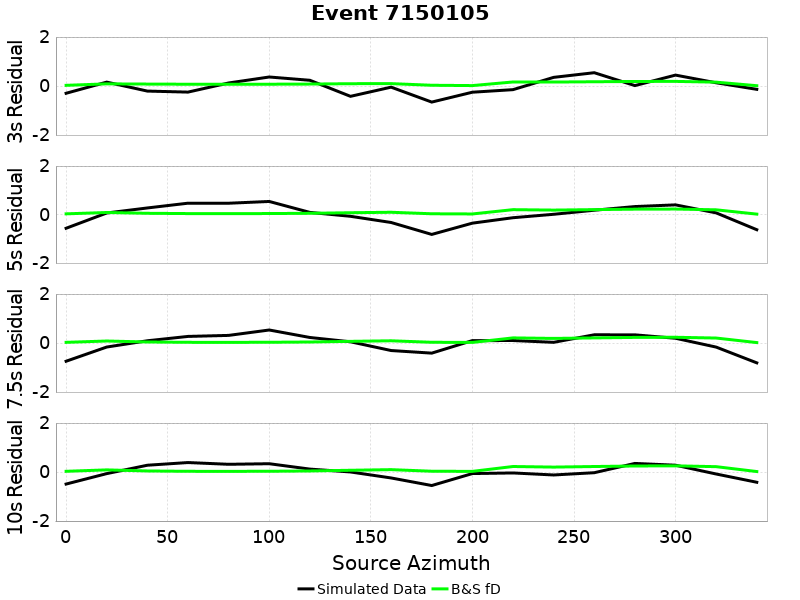 Event 7150105
3s Residual
2
0
-2
5s Residual
2
0
-2
7.5s Residual
2
0
-2
10s Residual
2
0
-2
0 50 100 150 200 250 300
Source Azimuth
Simulated Data B&S fD